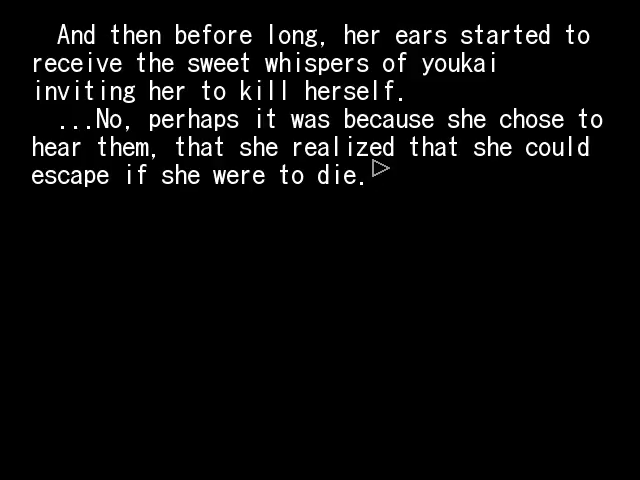 And then before long, her ears started to
receive the sweet whispers of youkai
inviting her to kill herself.
...No, perhaps it was because she chose to
hear them, that she realized that she could
escape if she were to die.